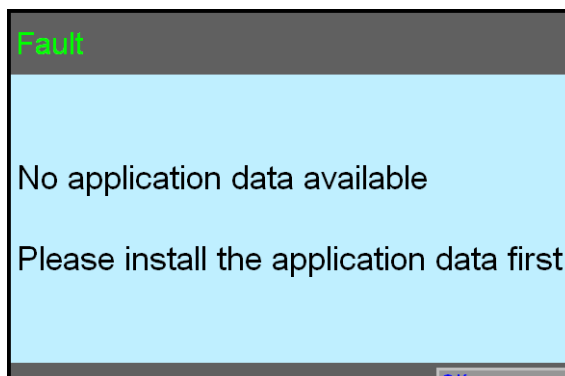 Fault
No application data available
Please install the application data first